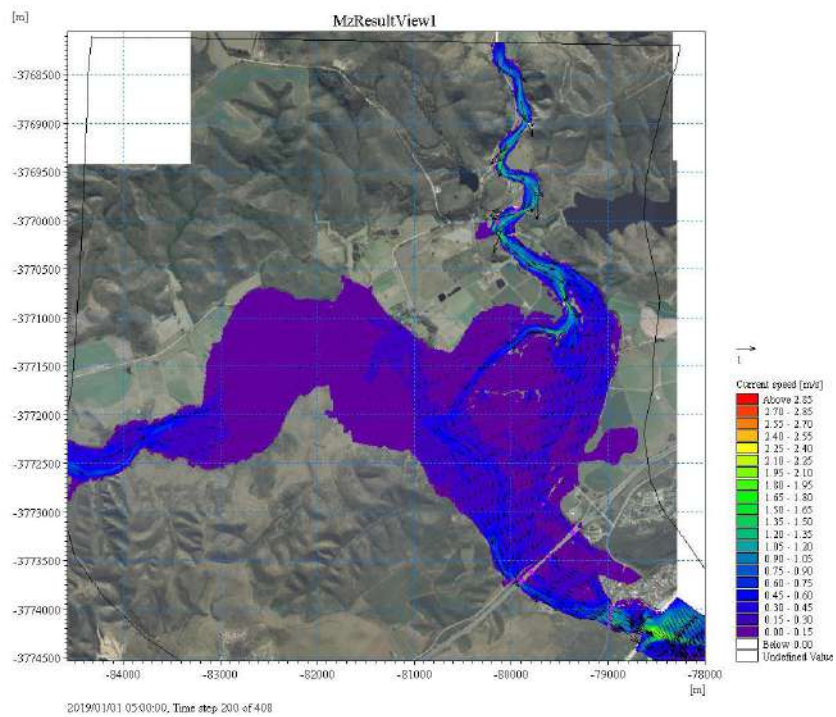 [m]
MzResultView1
-3768500
-3769000
-3769500
-3770000
-3770500
-3771000
-3771500
-3772000
-3772500
-3773000
-3773500
-3774000
-3774500
-84000 -83000 -82000 -81000 -80000 -79000 -78000
[m]
1
Current speed [m/s]
Above 2.85
2.70 - 2.85
2.55 - 2.70
2.40 - 2.55
2.25 - 2.40
2.10 - 2.25
1.95 - 2.10
1.80 - 1.95
1.65 - 1.80
1.50 - 1.65
1.35 - 1.50
1.20 - 1.35
1.05 - 1.20
0.90 - 1.05
0.75 - 0.90
0.60 - 0.75
0.45 - 0.60
0.30 - 0.45
0.15 - 0.30
0.00 - 0.15
Below 0.00
Undefined Value
2019/01/01 05:00:00, Time step 200 of 408